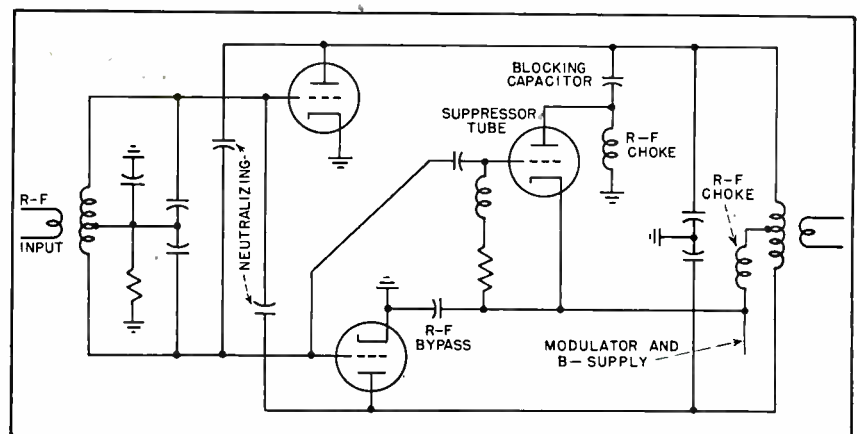 BLOCKING
CAPACITOR
SUPPRESSOR
TUBE
R-F
CHOKE
R-F
CHOKE
R-F
INPUT
NEUTRALIZING
R-F
BYPASS
MODULATOR AND
B-SUPPLY